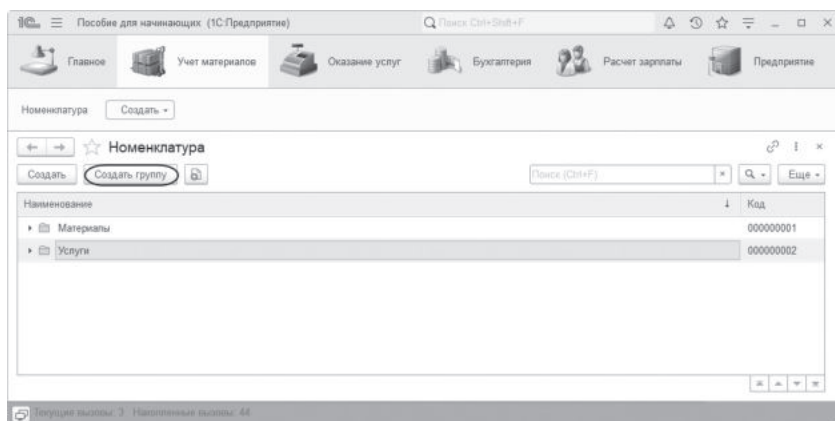 1С Пособие для начинающих (1С:Предприятие) Поиск Ctrl+Shift+F
Главное Учет материалов Оказание услуг Бухгалтерия Расчет зарплаты Предприятие
Номенклатура Создать
Номенклатура
Создать Создать группу Поиск (Ctrl+F) × Еще
Наименование ↓ Код
Материалы 000000001
Услуги 000000002
Текущие вызовы: 3 Накопленные вызовы: 44